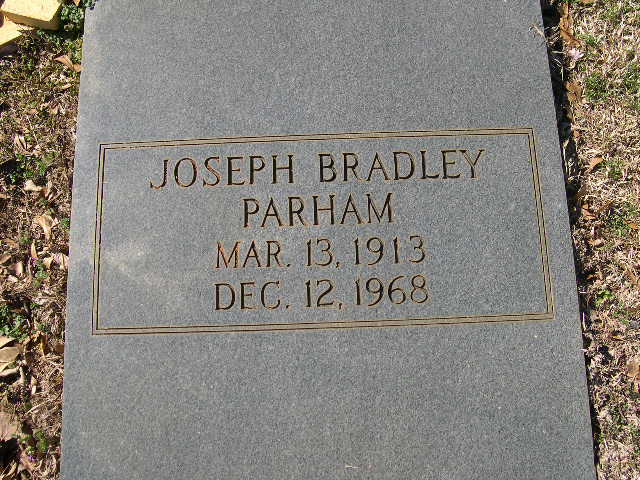 JOSEPH BRADLEY
PARHAM
MAR. 13, 1913
DEC. 12, 1968